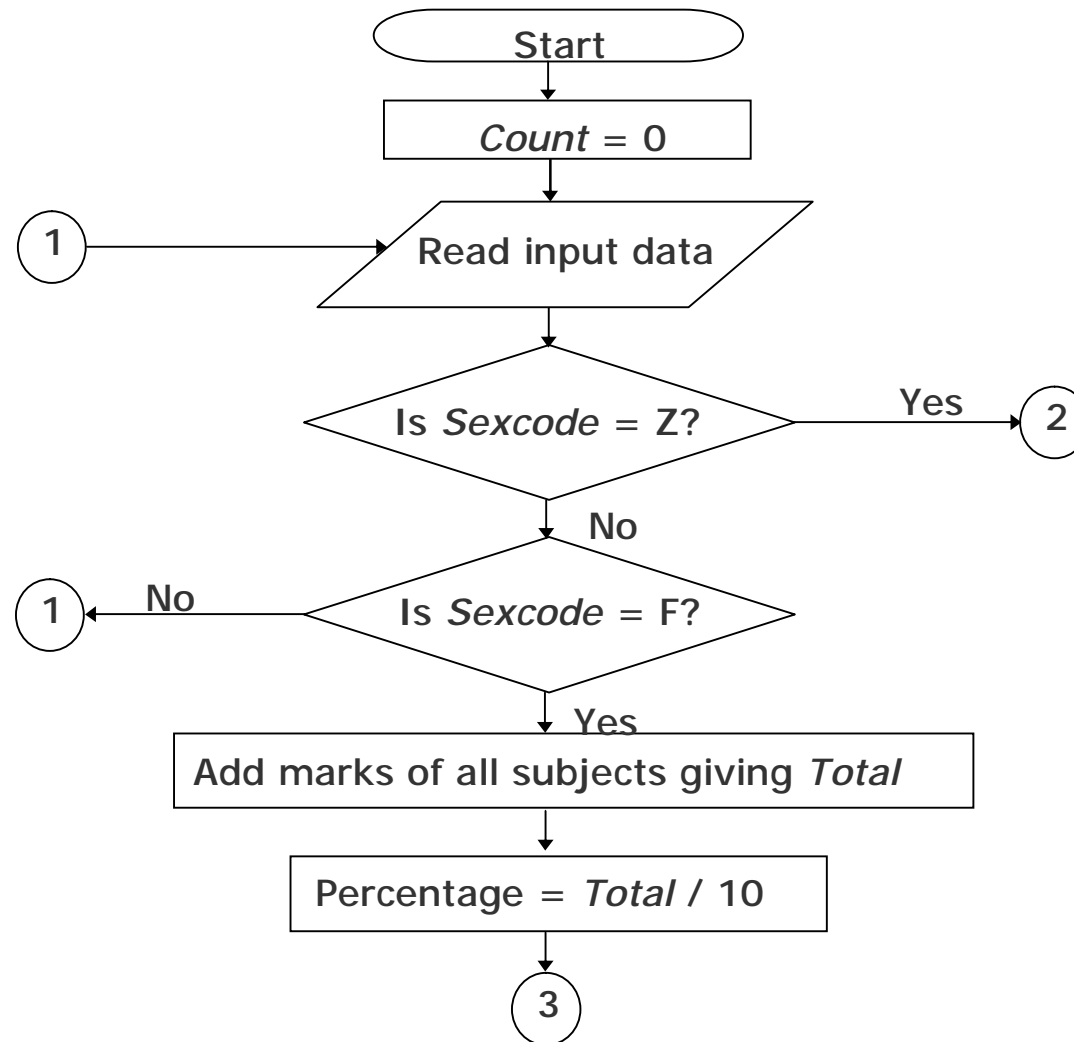 Start
Count = 0
1
Read input data
Is Sexcode = Z?
Yes
2
No
Is Sexcode = F?
No
1
Yes
Add marks of all subjects giving Total
Percentage = Total / 10
3